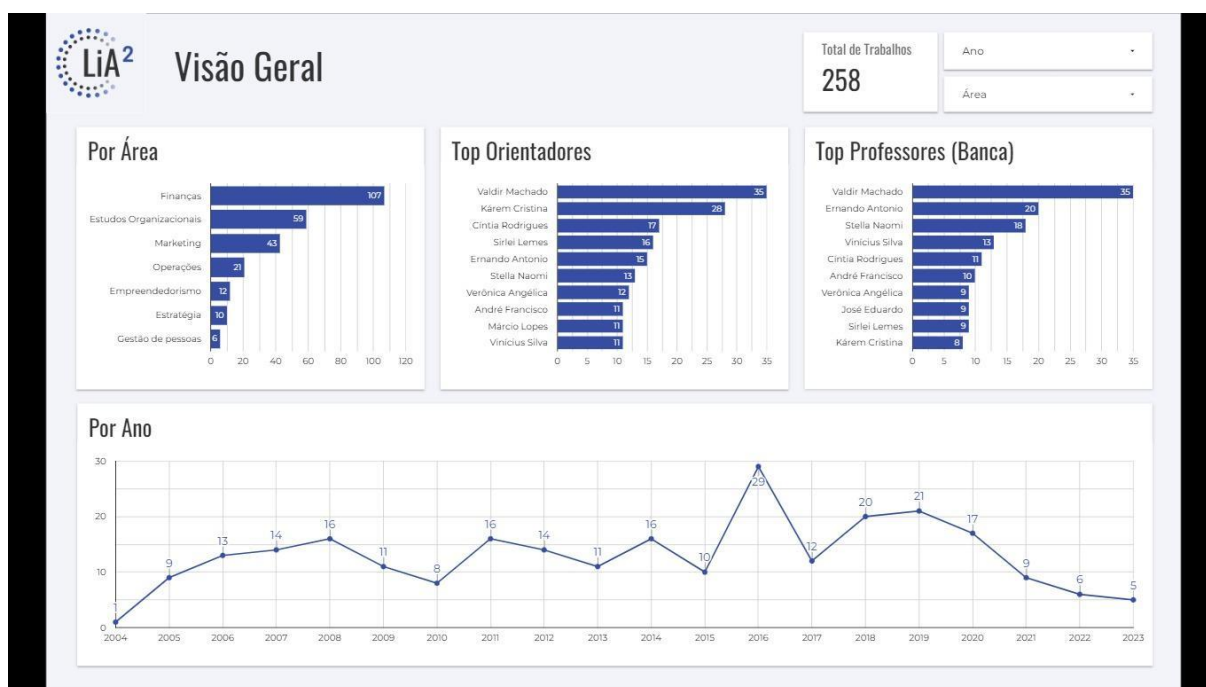 LiA²
Visão Geral
Total de Trabalhos
258
Ano
Área
Por Área
Finanças 107
Estudos Organizacionais 59
Marketing 43
Operações 21
Empreendedorismo 12
Estratégia 10
Gestão de pessoas 6
0 20 40 60 80 100 120
Top Orientadores
Valdir Machado 35
Kárem Cristina 28
Cíntia Rodrigues 17
Sirlei Lemes 16
Ernando Antonio 15
Stella Naomi 13
Verônica Angélica 12
André Francisco 11
Márcio Lopes 11
Vinícius Silva 11
0 5 10 15 20 25 30 35
Top Professores (Banca)
Valdir Machado 35
Ernando Antonio 20
Stella Naomi 18
Vinícius Silva 13
Cíntia Rodrigues 11
André Francisco 10
Verônica Angélica 9
José Eduardo 9
Sirlei Lemes 9
Kárem Cristina 8
0 5 10 15 20 25 30 35
Por Ano
30
20
10
0
1 9 13 14 16 11 8 16 14 11 16 10 29 12 20 21 17 9 6 5
2004 2005 2006 2007 2008 2009 2010 2011 2012 2013 2014 2015 2016 2017 2018 2019 2020 2021 2022 2023